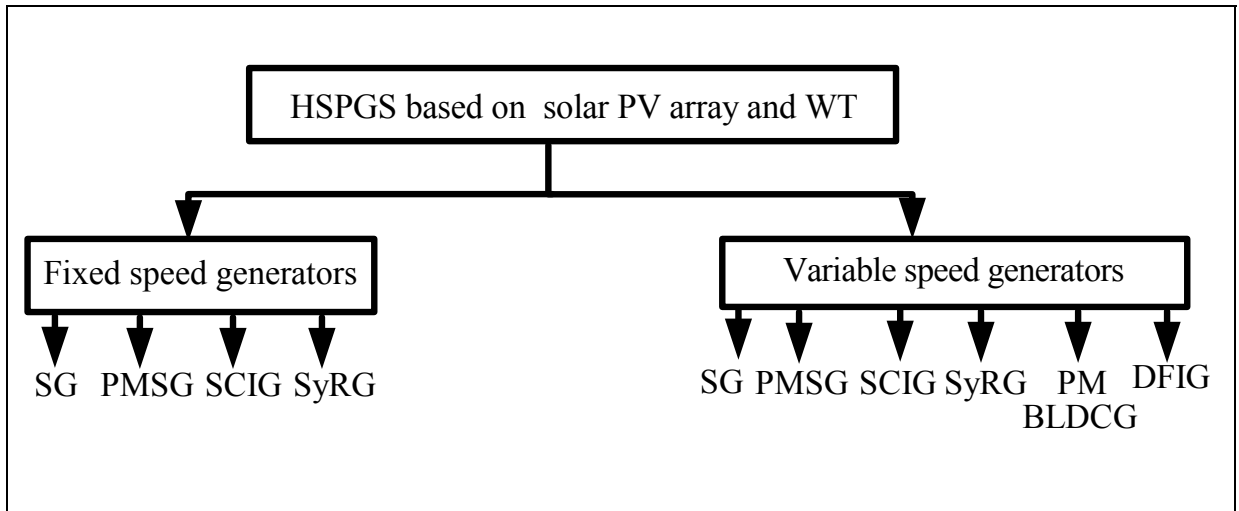 HSPGS based on solar PV array and WT
Fixed speed generators
SG PMSG SCIG SyRG
Variable speed generators
SG PMSG SCIG SyRG PM BLDCG DFIG